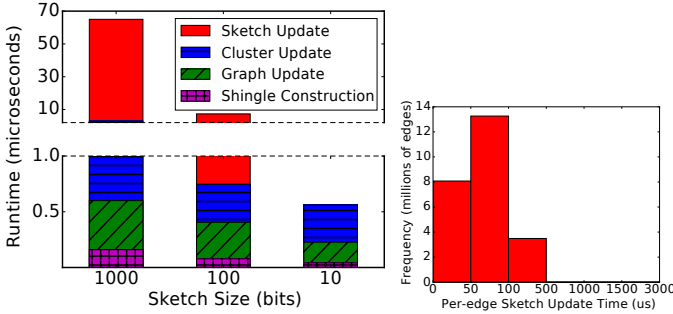 70
50
30
10
1.0
0.5
Runtime (microseconds)
Sketch Update
Cluster Update
Graph Update
Shingle Construction
1000 100 10
Sketch Size (bits)
14
12
10
8
6
4
2
0
Frequency (millions of edges)
0 50 100 500 1000 1500 3000
Per-edge Sketch Update Time (us)